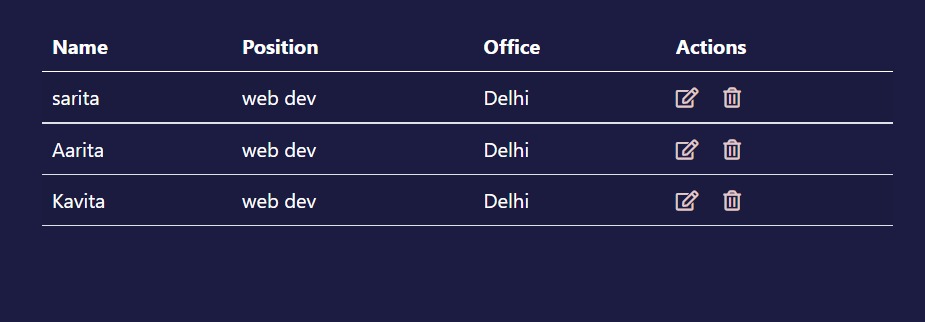 Name Position Office Actions
sarita web dev Delhi
Aarita web dev Delhi
Kavita web dev Delhi